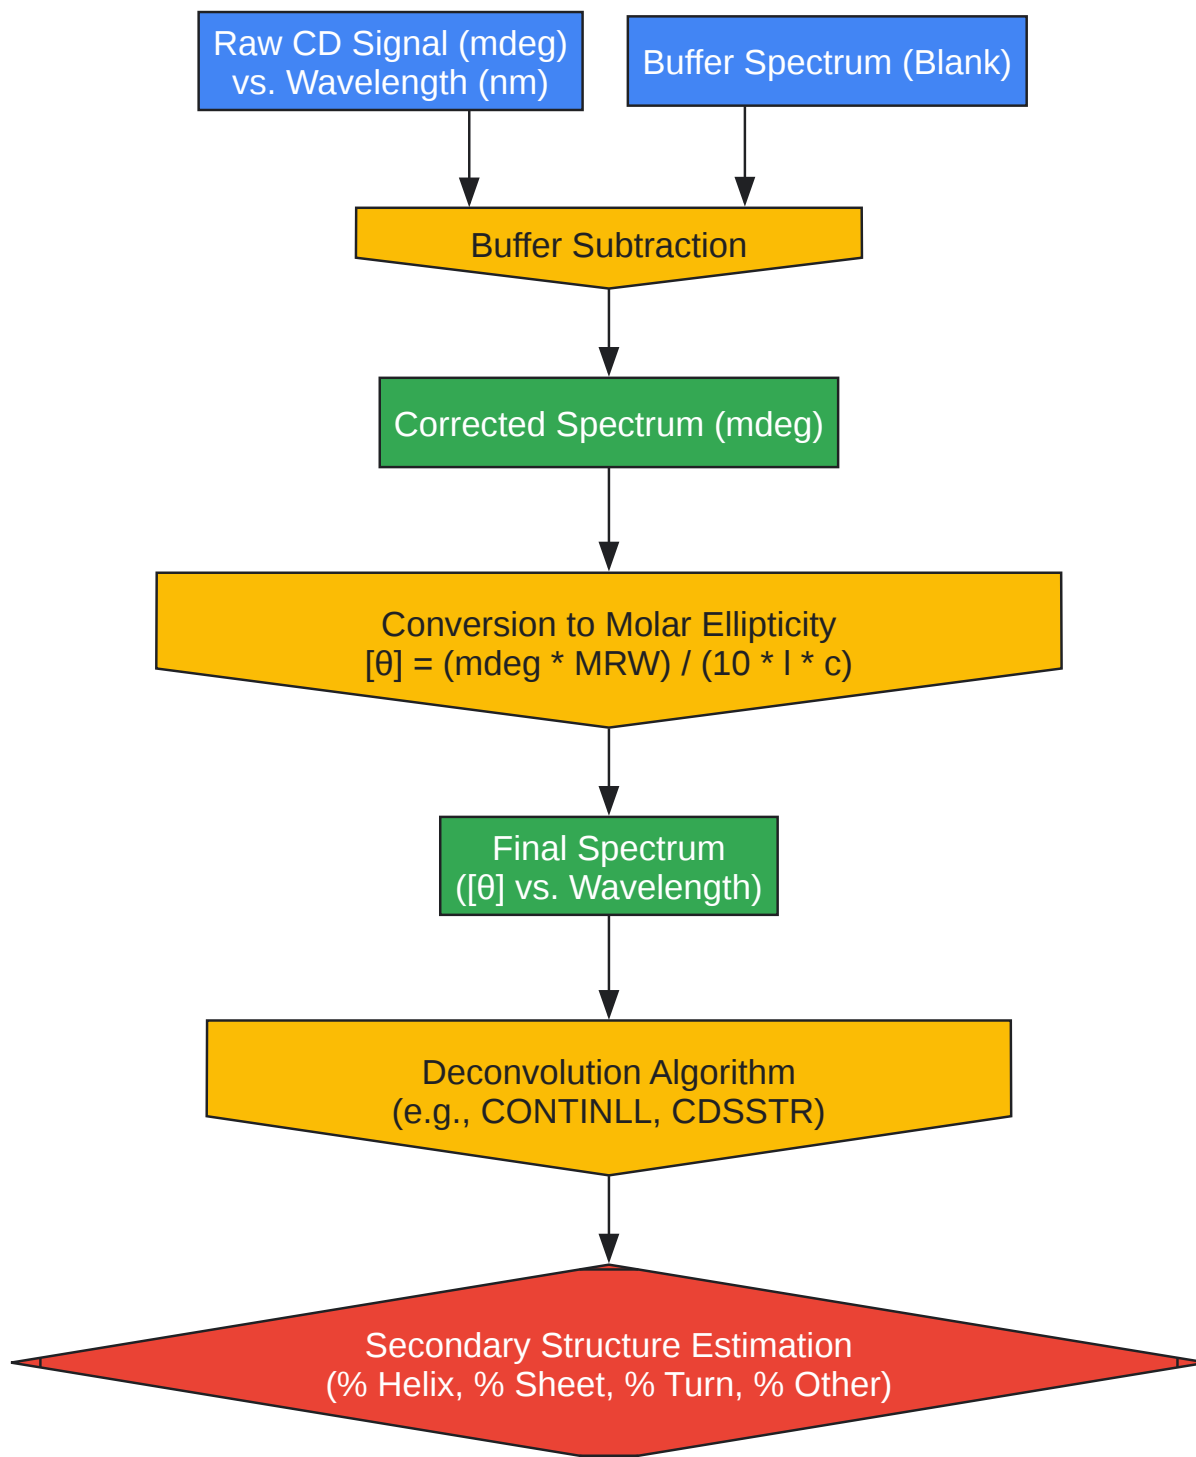 Raw CD Signal (mdeg)
vs. Wavelength (nm)
Buffer Spectrum (Blank)
Buffer Subtraction
Corrected Spectrum (mdeg)
Conversion to Molar Ellipticity
[θ] = (mdeg * MRW) / (10 * l * c)
Final Spectrum
([θ] vs. Wavelength)
Deconvolution Algorithm
(e.g., CONTINLL, CDSSTR)
Secondary Structure Estimation
(% Helix, % Sheet, % Turn, % Other)